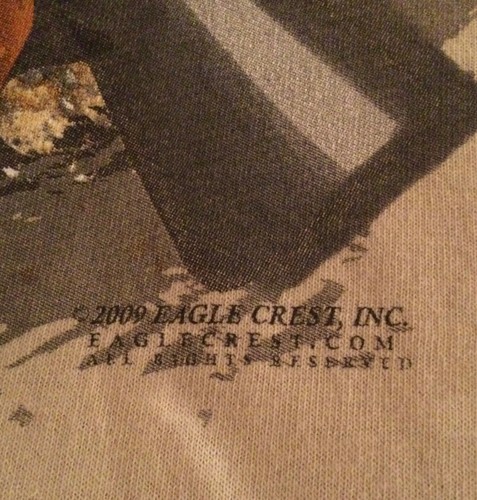 © 2009 EAGLE CREST, INC.
EAGLECREST.COM
ALL RIGHTS RESERVED